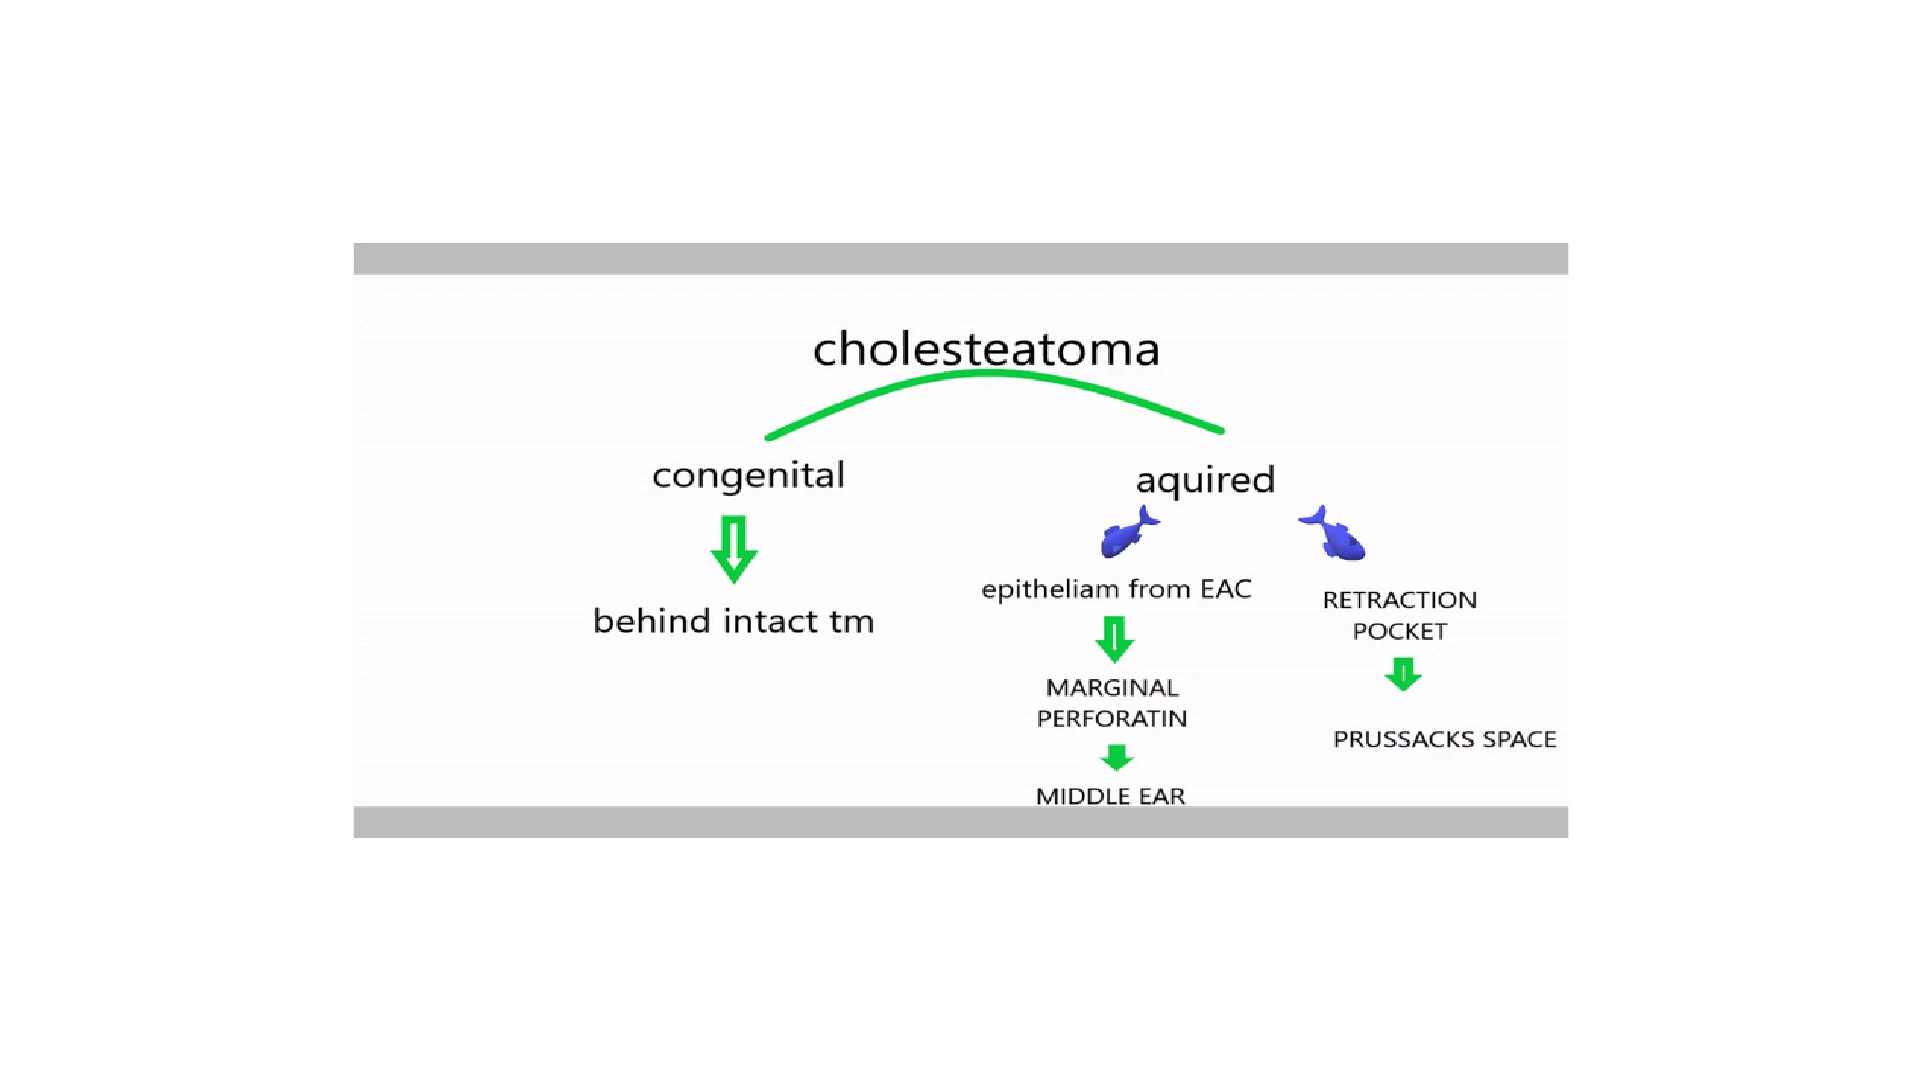 cholesteatoma
congenital
behind intact tm
aquired
epitheliam from EAC
MARGINAL
PERFORATIN
MIDDLE EAR
RETRACTION
POCKET
PRUSSACKS SPACE